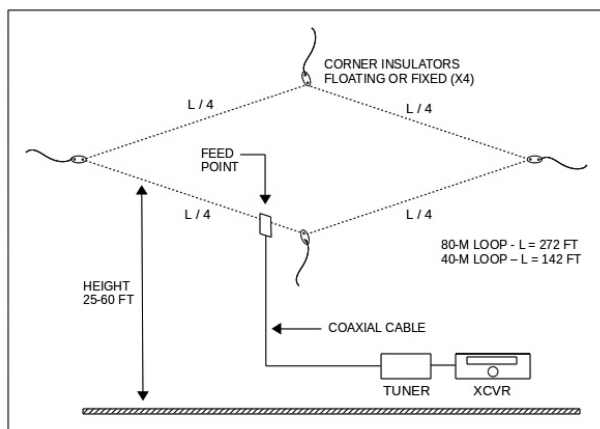 CORNER INSULATORS
FLOATING OR FIXED (X4)
L / 4
L / 4
FEED
POINT
L / 4
L / 4
80-M LOOP - L = 272 FT
40-M LOOP – L = 142 FT
HEIGHT
25-60 FT
COAXIAL CABLE
TUNER
XCVR